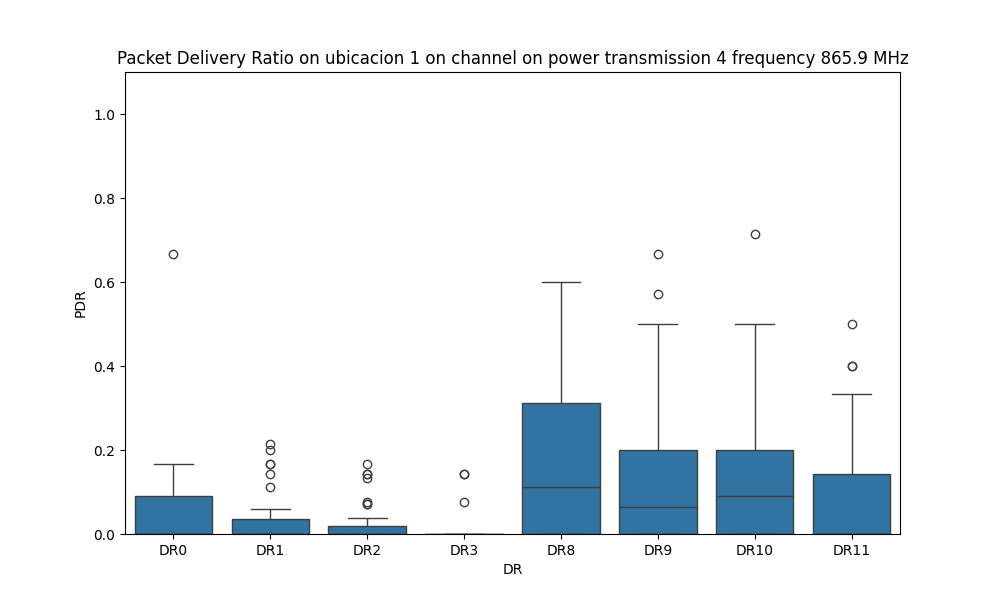 Packet Delivery Ratio on ubicacion 1 on channel on power transmission 4 frequency 865.9 MHz
1.0
0.8
0.6
0.4
0.2
0.0
PDR
DR0 DR1 DR2 DR3 DR8 DR9 DR10 DR11
DR